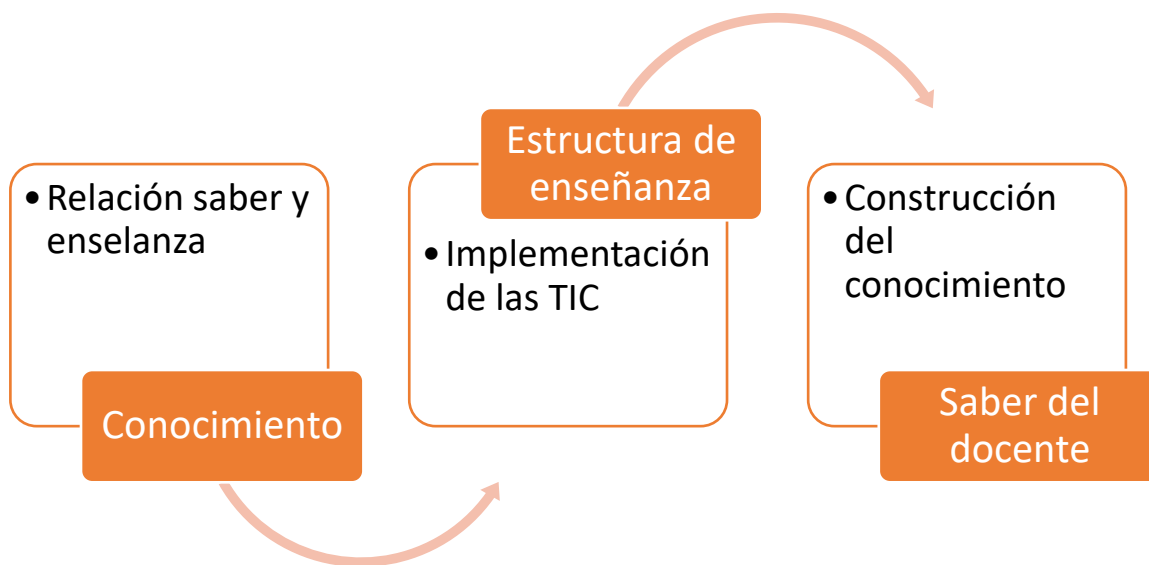 • Relación saber y
enselanza
Conocimiento
Estructura de
enseñanza
• Implementación
de las TIC
• Construcción
del
conocimiento
Saber del
docente